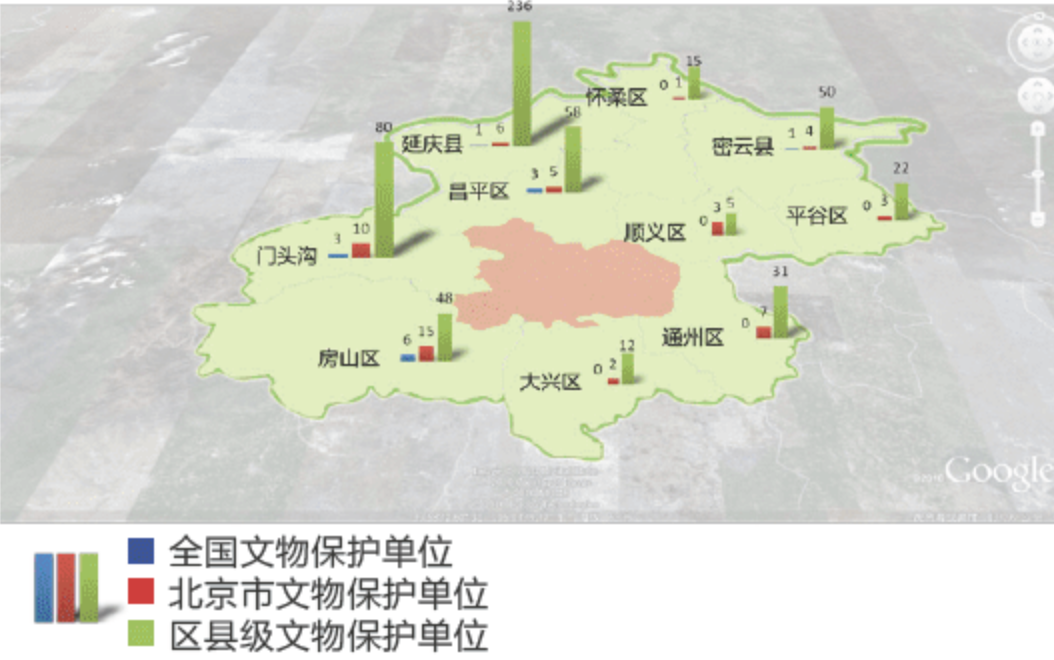 236
怀柔区 0 1 15
延庆县 1 6
58
密云县 1 4 50
80
昌平区 3 5
平谷区 0 3 22
顺义区 0 3 5
门头沟 3 10
通州区 0 7 31
房山区 6 15 48
大兴区 0 2 12
Google
全国文物保护单位
北京市文物保护单位
区县级文物保护单位